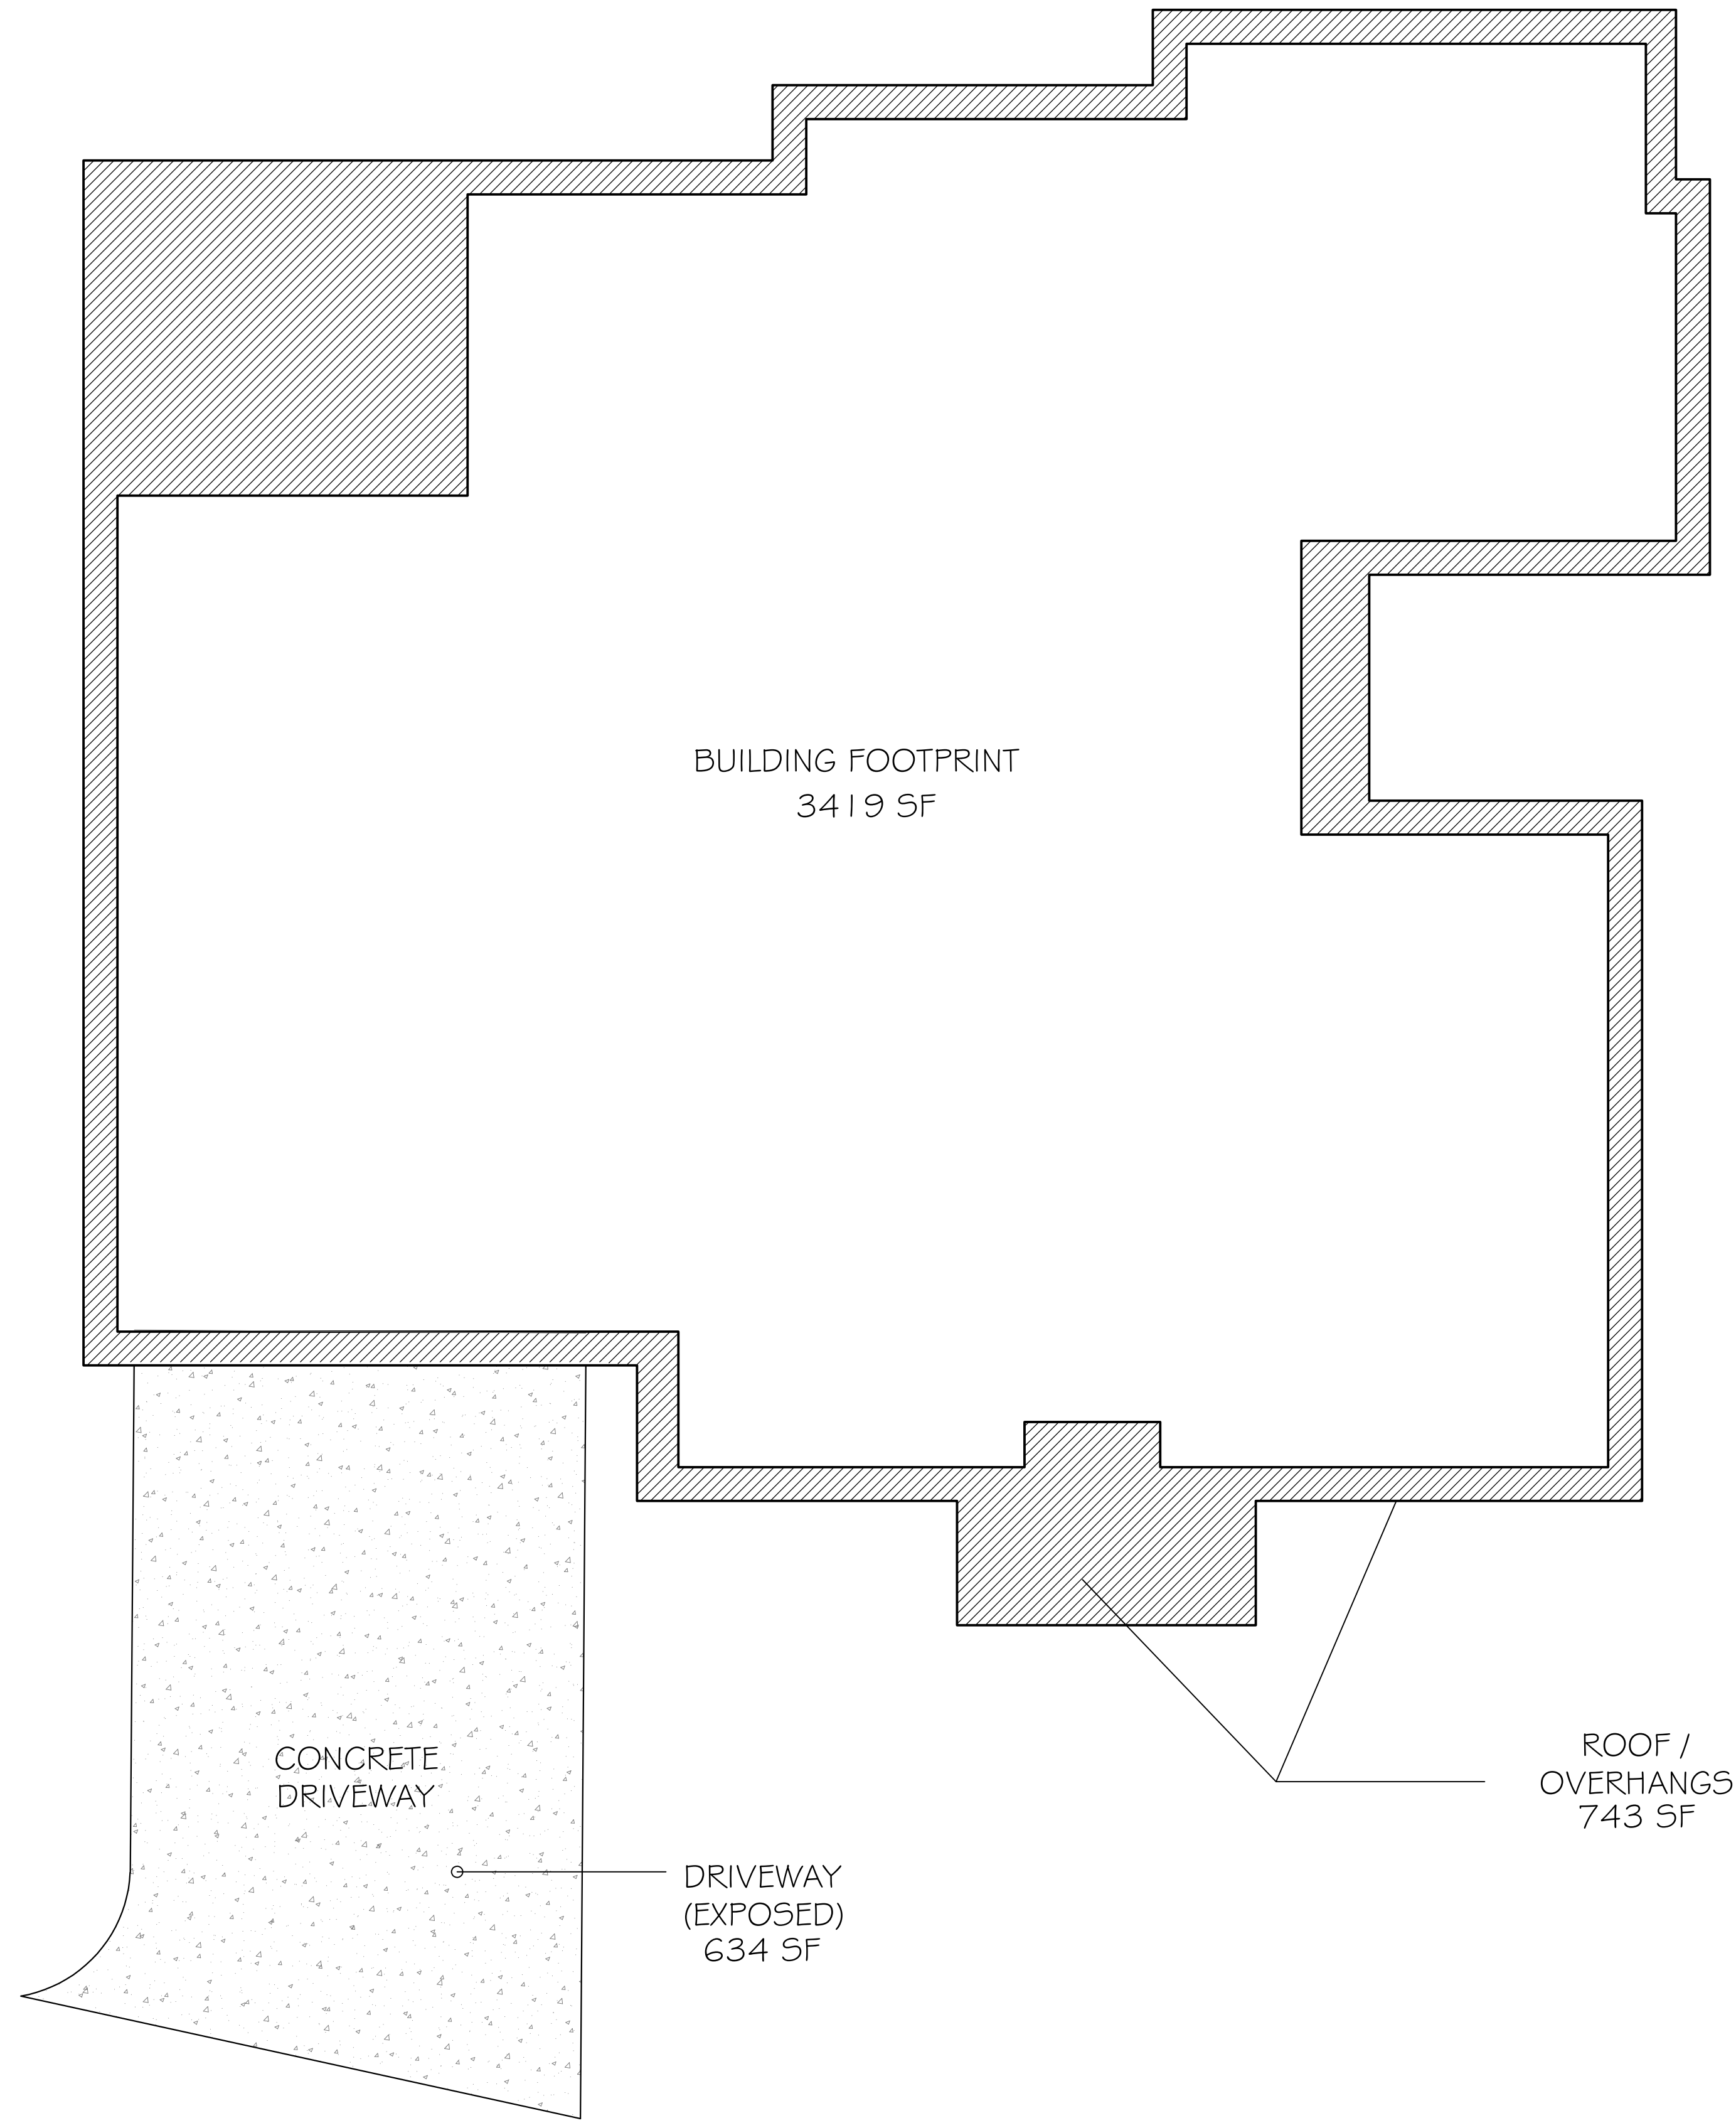 BUILDING FOOTPRINT
3419 SF
CONCRETE
DRIVEWAY
DRIVEWAY
(EXPOSED)
634 SF
ROOF /
OVERHANGS
743 SF